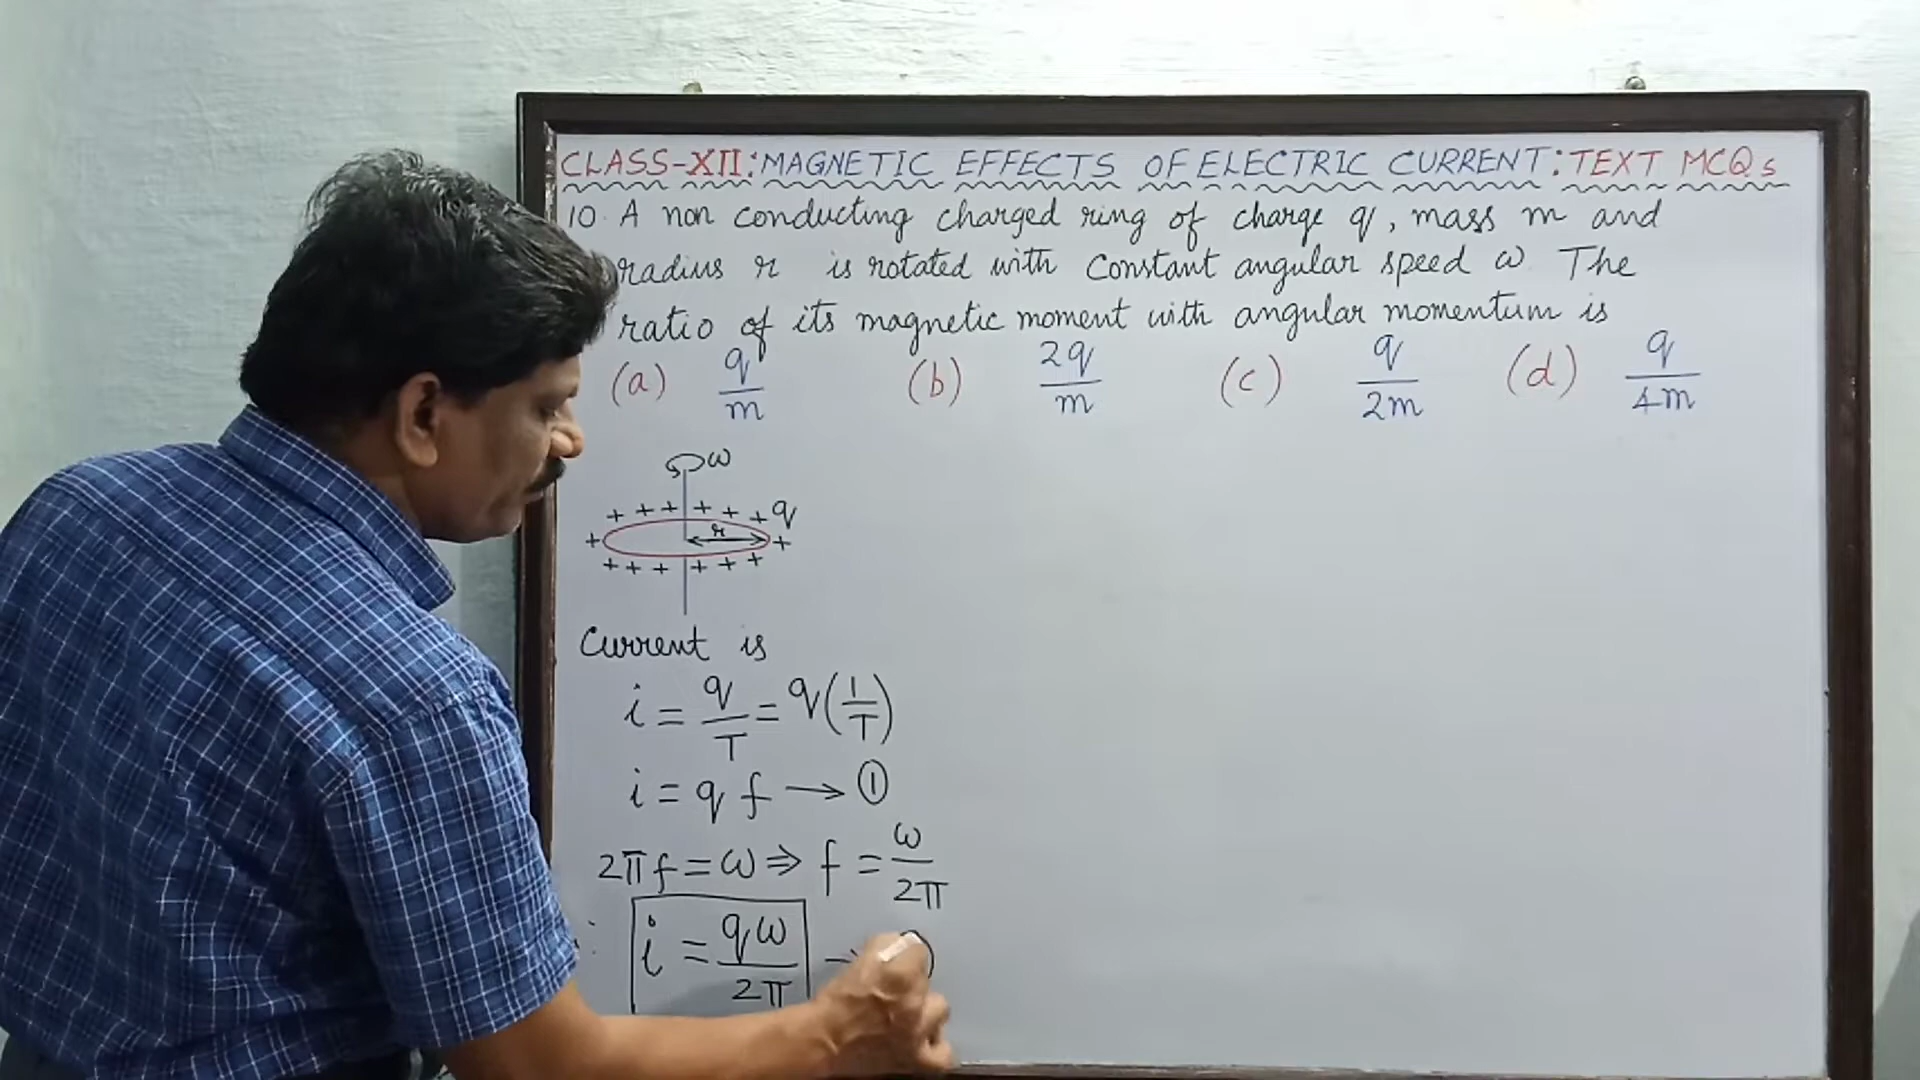 CLASS-XII: MAGNETIC EFFECTS OF ELECTRIC CURRENT: TEXT MCQs
10. A non conducting charged ring of charge q, mass m and
radius r is rotated with constant angular speed ω. The
ratio of its magnetic moment with angular momentum is
(a) q/m (b) 2q/m (c) q/2m (d) q/4m
ω
+ + + + + + q
+ r +
+ + + + + +
Current is
i = q/T = q(1/T)
i = q f → ①
2πf = ω ⇒ f = ω/2π
i = qω/2π →